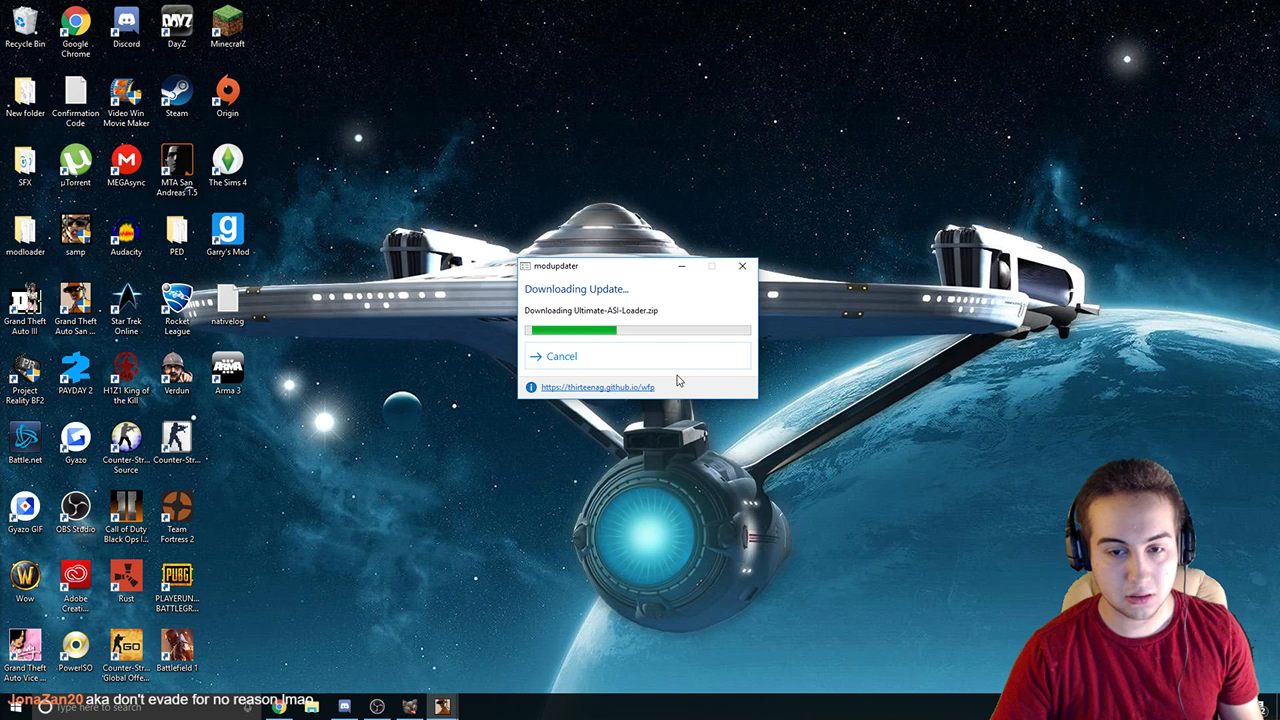 Recycle Bin
Google
Chrome
Discord
DayZ
Minecraft
New folder
Confirmation
Code
Video Win
Movie Maker
Steam
Origin
SFX
µTorrent
MEGAsync
MTA San
Andreas 1.5
The Sims 4
modloader
samp
Audacity
PED
Garry's Mod
Grand Theft
Auto III
Grand Theft
Auto San ...
Star Trek
Online
Rocket
League
nativelog
Project
Reality BF2
PAYDAY 2
H1Z1 King of
the Kill
Verdun
Arma 3
Battle.net
Gyazo
Counter-Str...
Source
Counter-Str...
Gyazo GIF
OBS Studio
Call of Duty
Black Ops I...
Team
Fortress 2
Wow
Adobe
Creati...
Rust
PLAYERUN...
BATTLEGR...
Grand Theft
Auto Vice ...
PowerISO
Counter-Str...
Global Offe...
Battlefield 1
DAYZ
ARMA
PUBG
GO
modupdater
Downloading Update...
Downloading Ultimate-ASI-Loader.zip
Cancel
https://thirteenag.github.io/wfp
JonaZan20 aka don't evade for no reason lmao
Type here to search